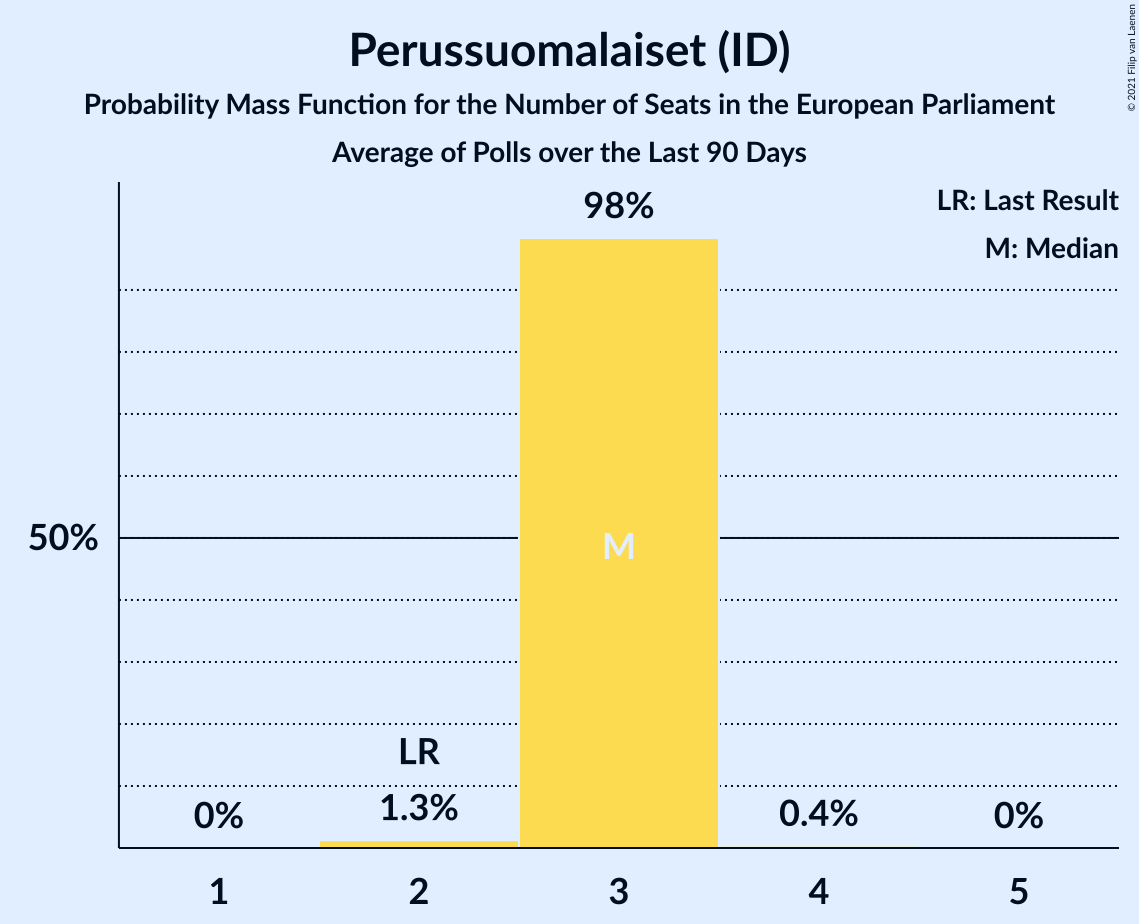 Perussuomalaiset (ID)
Probability Mass Function for the Number of Seats in the European Parliament
Average of Polls over the Last 90 Days
© 2021 Filip van Laenen
LR: Last Result
M: Median
98%
50%
M
LR
0%
1.3%
0.4%
0%
1
2
3
4
5